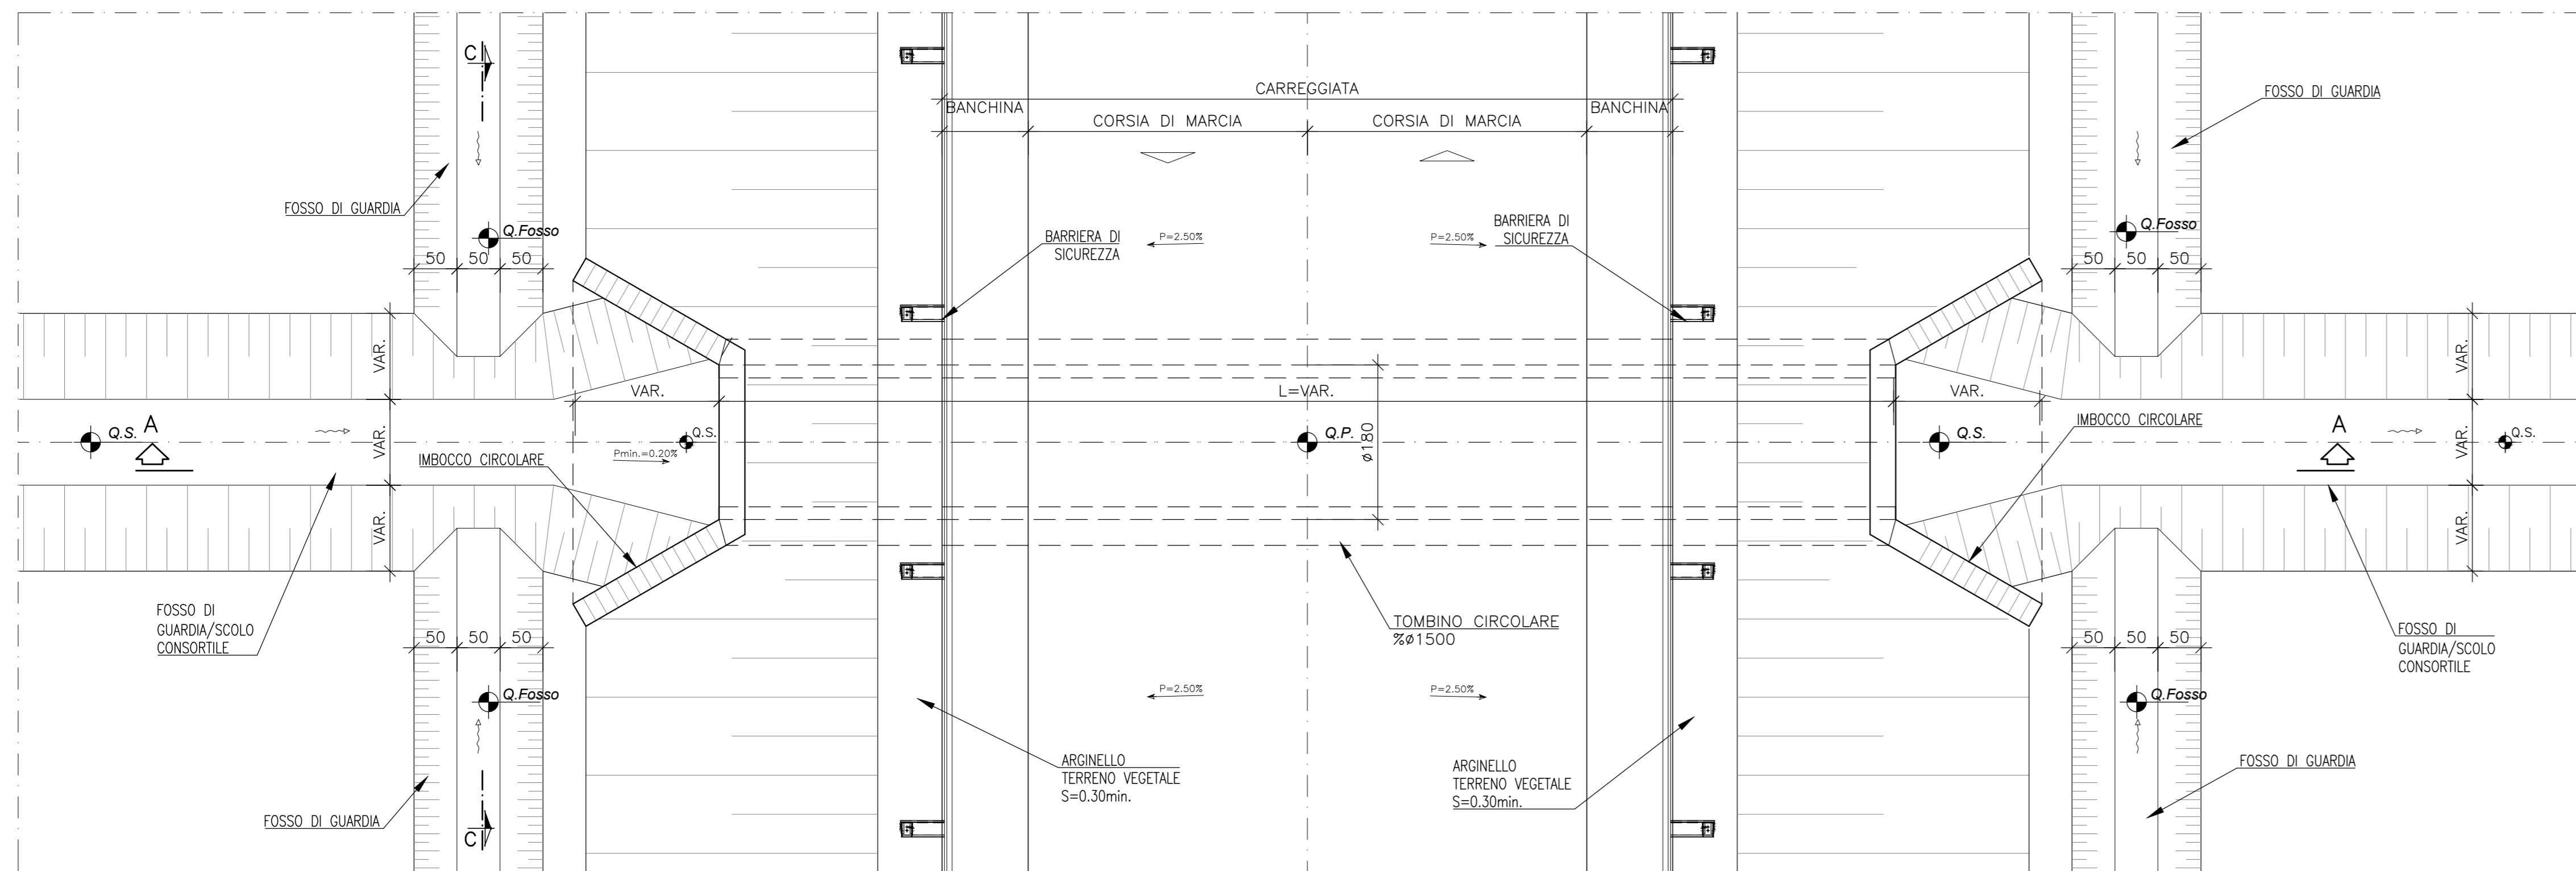 C
CARREGGIATA
BANCHINA
BANCHINA
CORSIA DI MARCIA
CORSIA DI MARCIA
FOSSO DI GUARDIA
FOSSO DI GUARDIA
Q.Fosso
Q.Fosso
BARRIERA DI
SICUREZZA
P=2.50%
P=2.50%
BARRIERA DI
SICUREZZA
50 50 50
50 50 50
VAR.
VAR.
VAR.
L=VAR.
VAR.
Q.S.
A
VAR.
Pmin.=0.20%
Q.S.
Q.P.
ø180
Q.S.
IMBOCCO CIRCOLARE
A
VAR.
Q.S.
IMBOCCO CIRCOLARE
VAR.
VAR.
FOSSO DI
GUARDIA/SCOLO
CONSORTILE
50 50 50
TOMBINO CIRCOLARE
%ø1500
50 50 50
FOSSO DI
GUARDIA/SCOLO
CONSORTILE
Q.Fosso
P=2.50%
P=2.50%
Q.Fosso
ARGINELLO
TERRENO VEGETALE
S=0.30min.
ARGINELLO
TERRENO VEGETALE
S=0.30min.
FOSSO DI GUARDIA
FOSSO DI GUARDIA
C